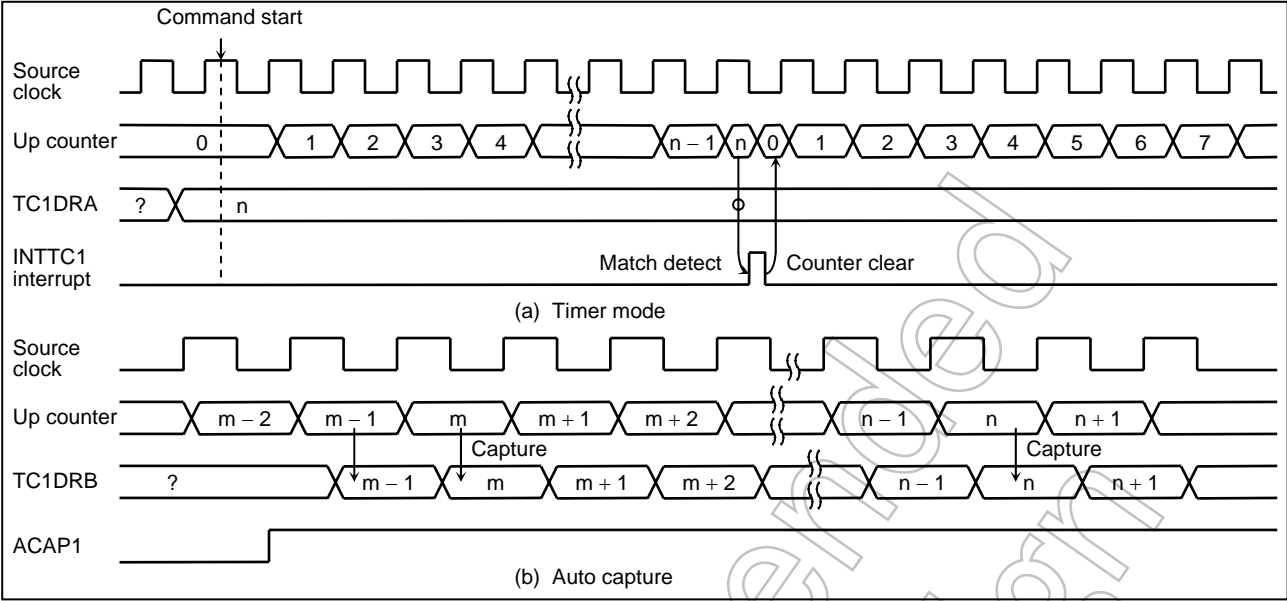 Command start
Source
clock
Up counter 0 1 2 3 4 n – 1 n 0 1 2 3 4 5 6 7
TC1DRA ? n
INTTC1
interrupt
Match detect Counter clear
(a) Timer mode
Source
clock
Up counter m – 2 m – 1 m m + 1 m + 2 n – 1 n n + 1
Capture Capture
TC1DRB ? m – 1 m m + 1 m + 2 n – 1 n n + 1
ACAP1
(b) Auto capture